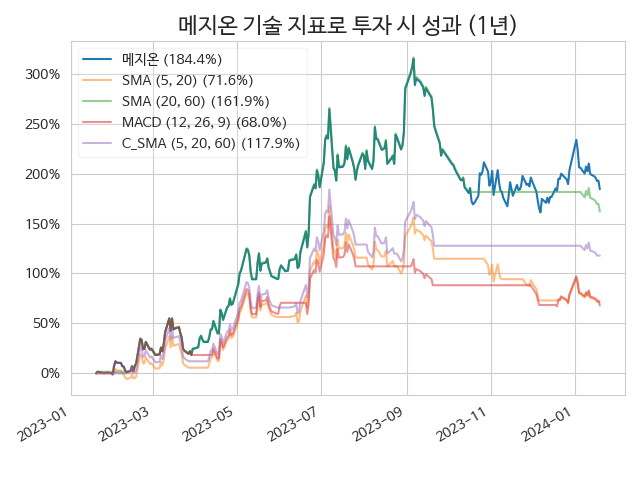 메지온 기술 지표로 투자 시 성과 (1년)
메지온 (184.4%)
SMA (5, 20) (71.6%)
SMA (20, 60) (161.9%)
MACD (12, 26, 9) (68.0%)
C_SMA (5, 20, 60) (117.9%)
300%
250%
200%
150%
100%
50%
0%
2023-01
2023-03
2023-05
2023-07
2023-09
2023-11
2024-01